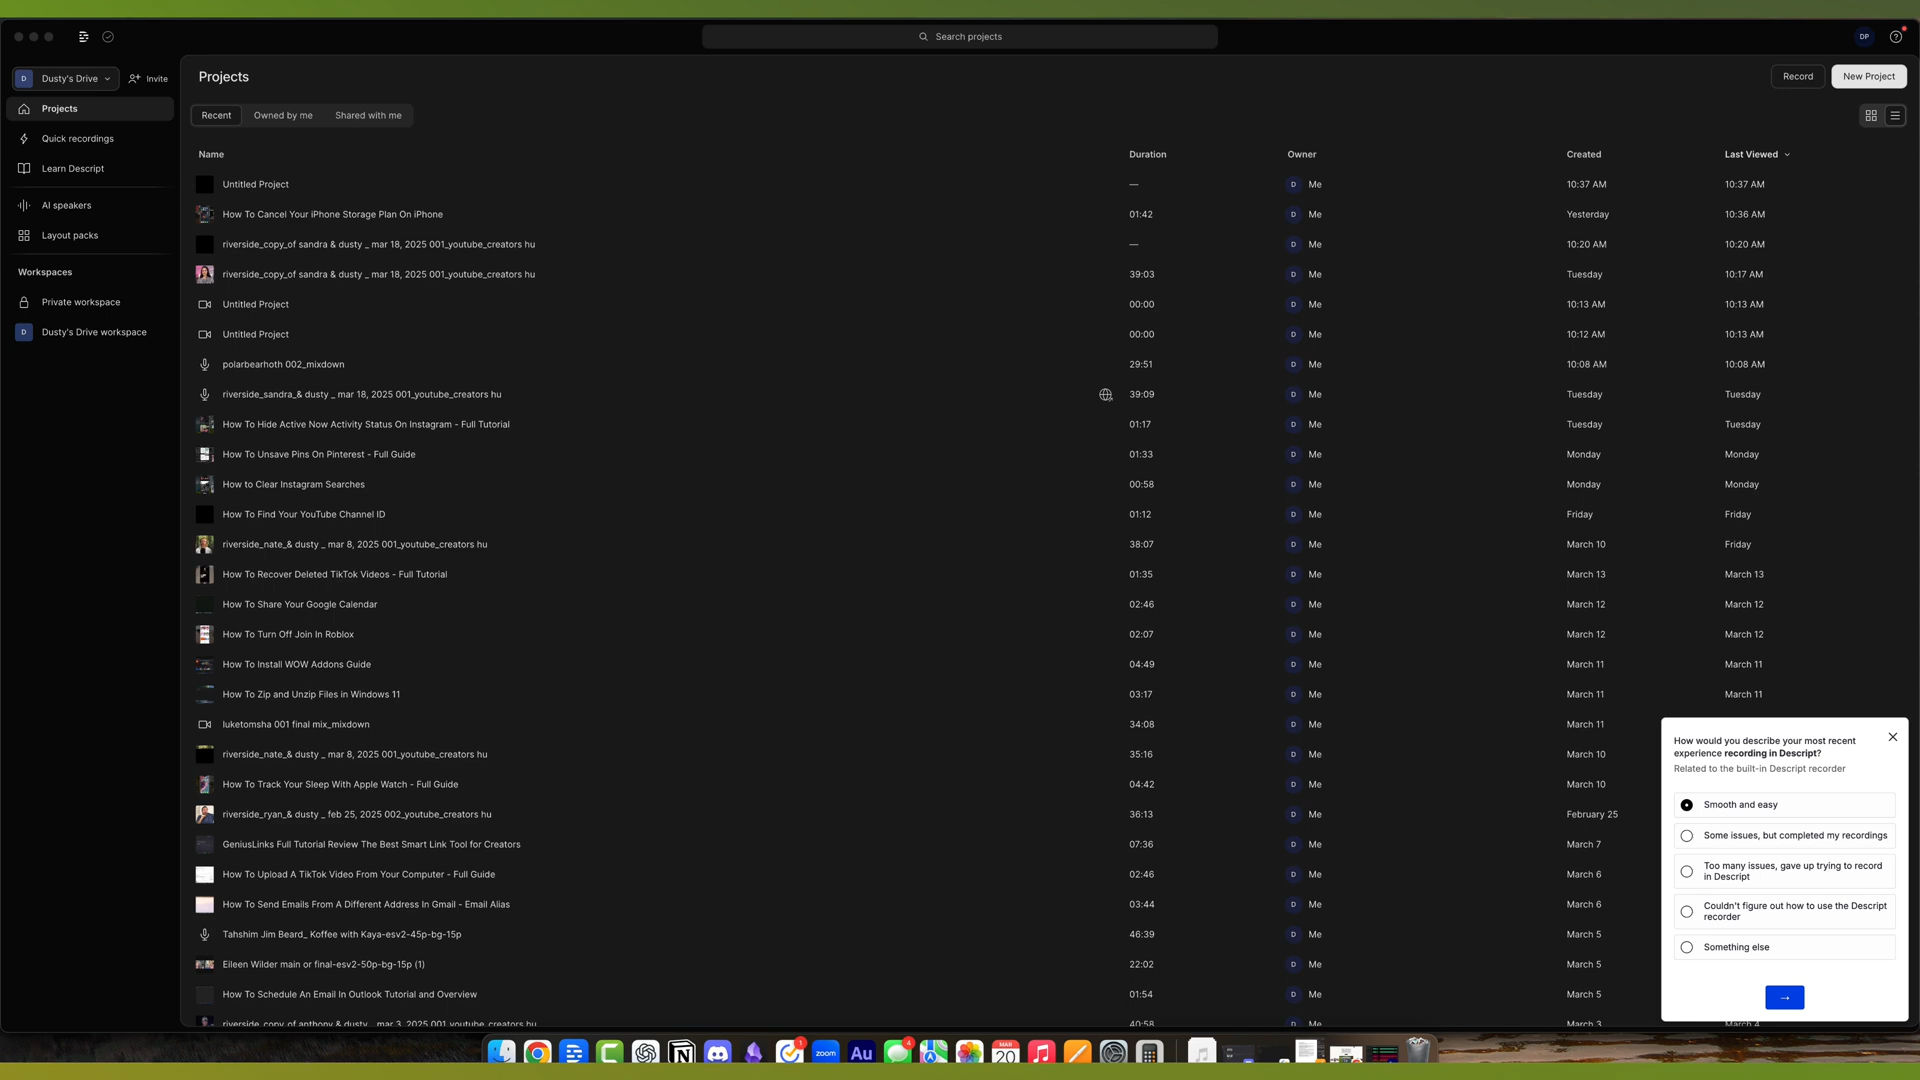 Search projects
DP
D Dusty's Drive
Invite
Projects
Quick recordings
Learn Descript
AI speakers
Layout packs
Workspaces
Private workspace
D Dusty's Drive workspace
Projects
Record
New Project
Recent Owned by me Shared with me
Name Duration Owner Created Last Viewed
Untitled Project — D Me 10:37 AM 10:37 AM
How To Cancel Your iPhone Storage Plan On iPhone 01:42 D Me Yesterday 10:36 AM
riverside_copy_of sandra & dusty _ mar 18, 2025 001_youtube_creators hu — D Me 10:20 AM 10:20 AM
riverside_copy_of sandra & dusty _ mar 18, 2025 001_youtube_creators hu 39:03 D Me Tuesday 10:17 AM
Untitled Project 00:00 D Me 10:13 AM 10:13 AM
Untitled Project 00:00 D Me 10:12 AM 10:13 AM
polarbearhoth 002_mixdown 29:51 D Me 10:08 AM 10:08 AM
riverside_sandra_& dusty _ mar 18, 2025 001_youtube_creators hu 39:09 D Me Tuesday Tuesday
How To Hide Active Now Activity Status On Instagram - Full Tutorial 01:17 D Me Tuesday Tuesday
How To Unsave Pins On Pinterest - Full Guide 01:33 D Me Monday Monday
How to Clear Instagram Searches 00:58 D Me Monday Monday
How To Find Your YouTube Channel ID 01:12 D Me Friday Friday
riverside_nate_& dusty _ mar 8, 2025 001_youtube_creators hu 38:07 D Me March 10 Friday
How To Recover Deleted TikTok Videos - Full Tutorial 01:35 D Me March 13 March 13
How To Share Your Google Calendar 02:46 D Me March 12 March 12
How To Turn Off Join In Roblox 02:07 D Me March 12 March 12
How To Install WOW Addons Guide 04:49 D Me March 11 March 11
How To Zip and Unzip Files in Windows 11 03:17 D Me March 11 March 11
luketomsha 001 final mix_mixdown 34:08 D Me March 11
riverside_nate_& dusty _ mar 8, 2025 001_youtube_creators hu 35:16 D Me March 10
How To Track Your Sleep With Apple Watch - Full Guide 04:42 D Me March 10
riverside_ryan_& dusty _ feb 25, 2025 002_youtube_creators hu 36:13 D Me February 25
GeniusLinks Full Tutorial Review The Best Smart Link Tool for Creators 07:36 D Me March 7
How To Upload A TikTok Video From Your Computer - Full Guide 02:46 D Me March 6
How To Send Emails From A Different Address In Gmail - Email Alias 03:44 D Me March 6
Tahshim Jim Beard_ Koffee with Kaya-esv2-45p-bg-15p 46:39 D Me March 5
Eileen Wilder main or final-esv2-50p-bg-15p (1) 22:02 D Me March 5
How To Schedule An Email In Outlook Tutorial and Overview 01:54 D Me March 5
riverside_copy_of anthony & dusty _ mar 3, 2025 001_youtube_creators hu 40:58 D Me March 3 March 4
How would you describe your most recent
experience recording in Descript?
Related to the built-in Descript recorder
Smooth and easy
Some issues, but completed my recordings
Too many issues, gave up trying to record
in Descript
Couldn't figure out how to use the Descript
recorder
Something else
→
1
zoom
Au
4
MAR
20